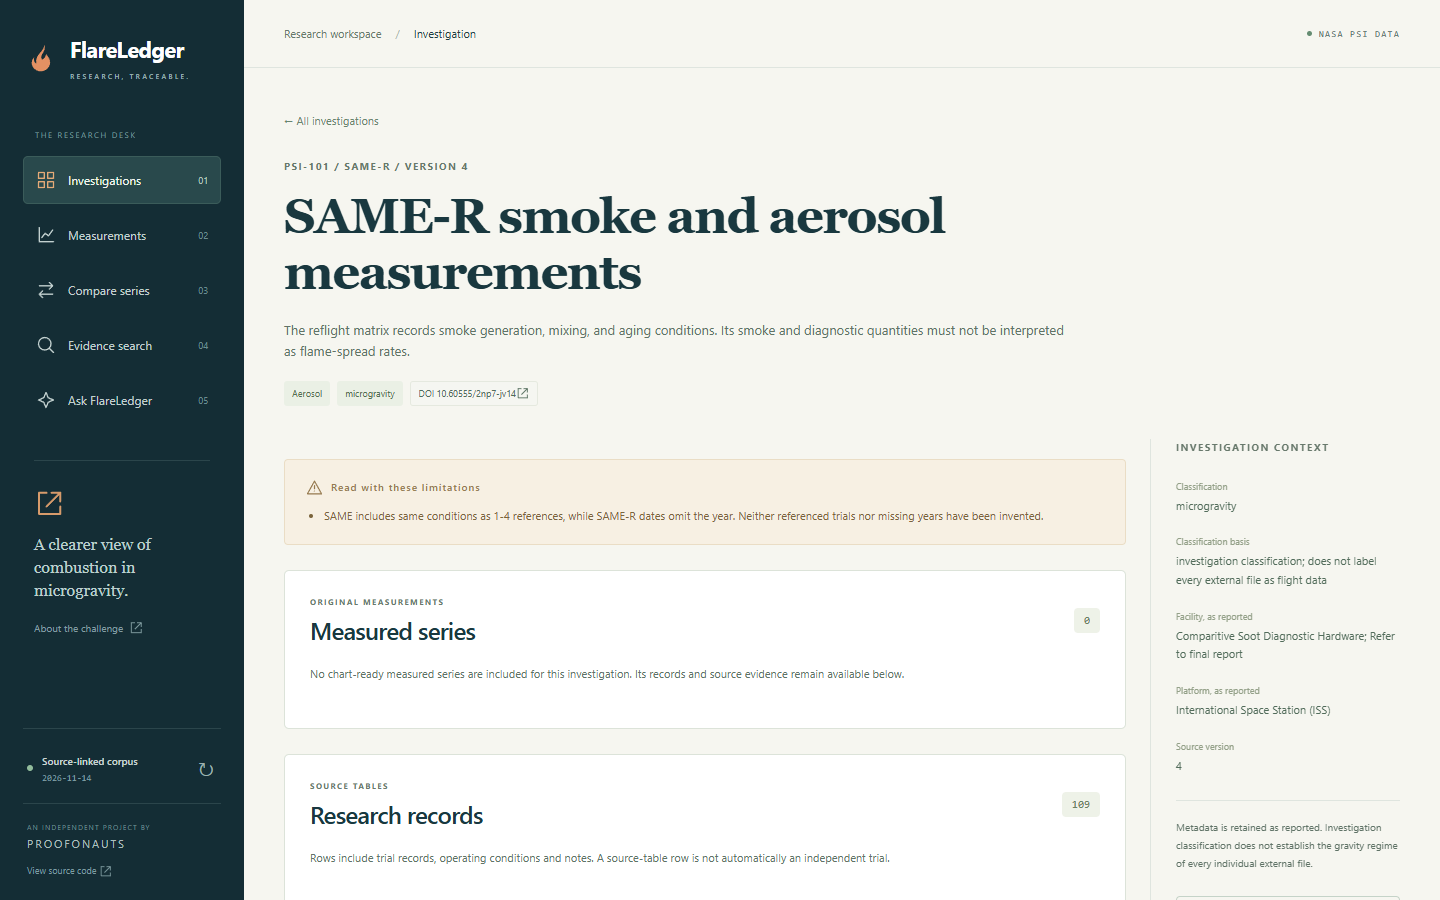 FlareLedger
RESEARCH, TRACEABLE.
THE RESEARCH DESK
Investigations 01
Measurements 02
Compare series 03
Evidence search 04
Ask FlareLedger 05
A clearer view of
combustion in
microgravity.
About the challenge
Source-linked corpus
2026-11-14
AN INDEPENDENT PROJECT BY
PROOFONAUTS
View source code
Research workspace / Investigation
NASA PSI DATA
← All investigations
PSI-101 / SAME-R / VERSION 4
SAME-R smoke and aerosol
measurements
The reflight matrix records smoke generation, mixing, and aging conditions. Its smoke and diagnostic quantities must not be interpreted
as flame-spread rates.
Aerosol microgravity DOI 10.60555/2np7-jv14
Read with these limitations
• SAME includes same conditions as 1-4 references, while SAME-R dates omit the year. Neither referenced trials nor missing years have been invented.
ORIGINAL MEASUREMENTS
Measured series
0
No chart-ready measured series are included for this investigation. Its records and source evidence remain available below.
SOURCE TABLES
Research records
109
Rows include trial records, operating conditions and notes. A source-table row is not automatically an independent trial.
INVESTIGATION CONTEXT
Classification
microgravity
Classification basis
investigation classification; does not label
every external file as flight data
Facility, as reported
Comparitive Soot Diagnostic Hardware; Refer
to final report
Platform, as reported
International Space Station (ISS)
Source version
4
Metadata is retained as reported. Investigation
classification does not establish the gravity regime
of every individual external file.